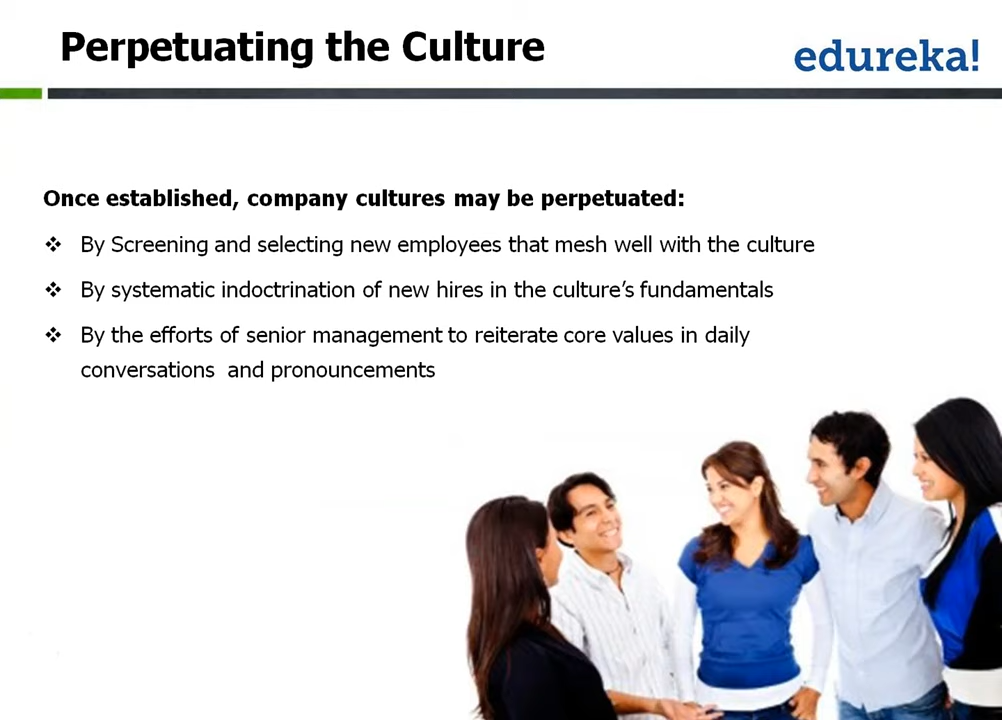 Perpetuating the Culture
edureka!
Once established, company cultures may be perpetuated:
❖ By Screening and selecting new employees that mesh well with the culture
❖ By systematic indoctrination of new hires in the culture's fundamentals
❖ By the efforts of senior management to reiterate core values in daily
conversations and pronouncements